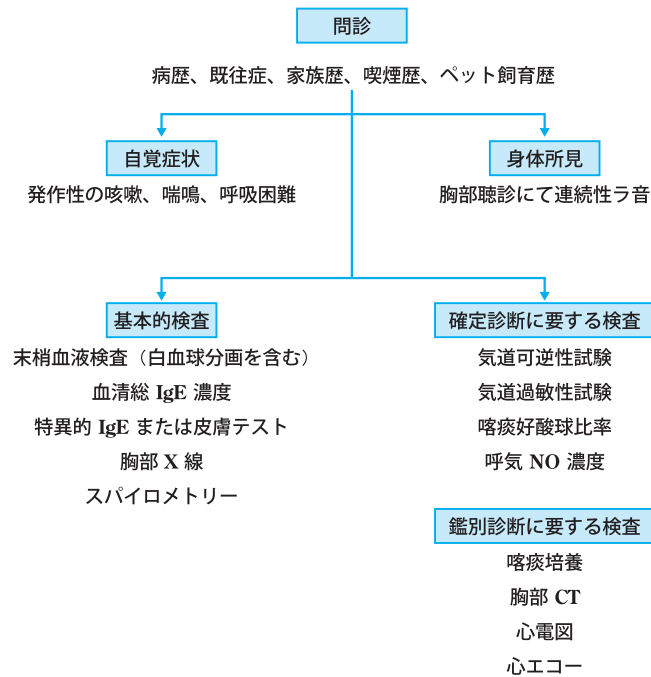 問診
病歴、既往症、家族歴、喫煙歴、ペット飼育歴
自覚症状
発作性の咳嗽、喘鳴、呼吸困難
身体所見
胸部聴診にて連続性ラ音
基本的検査
末梢血液検査（白血球分画を含む）
血清総 IgE 濃度
特異的 IgE または皮膚テスト
胸部 X 線
スパイロメトリー
確定診断に要する検査
気道可逆性試験
気道過敏性試験
喀痰好酸球比率
呼気 NO 濃度
鑑別診断に要する検査
喀痰培養
胸部 CT
心電図
心エコー